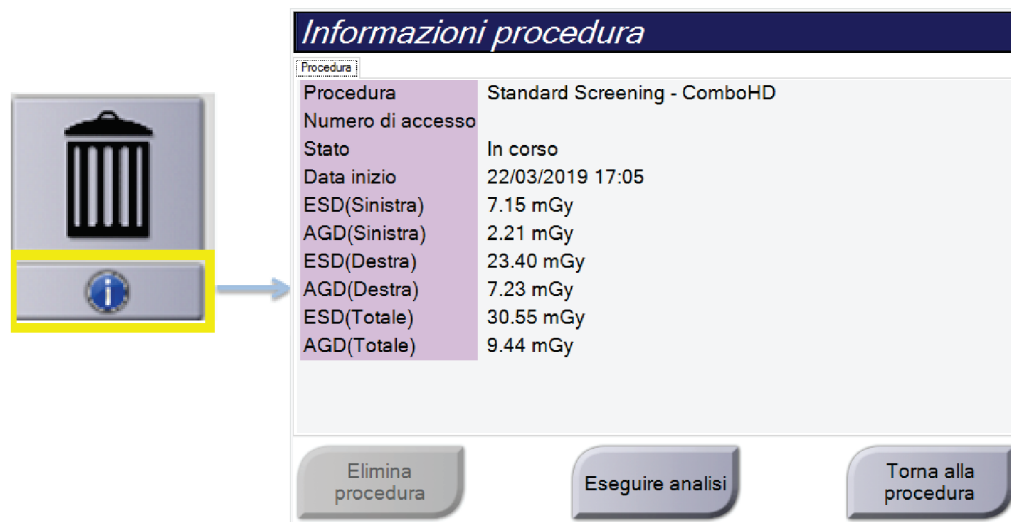 Informazioni procedura
Procedura
Procedura Standard Screening - ComboHD
Numero di accesso
Stato In corso
Data inizio 22/03/2019 17:05
ESD(Sinistra) 7.15 mGy
AGD(Sinistra) 2.21 mGy
ESD(Destra) 23.40 mGy
AGD(Destra) 7.23 mGy
ESD(Totale) 30.55 mGy
AGD(Totale) 9.44 mGy
Elimina
procedura
Eseguire analisi
Torna alla
procedura